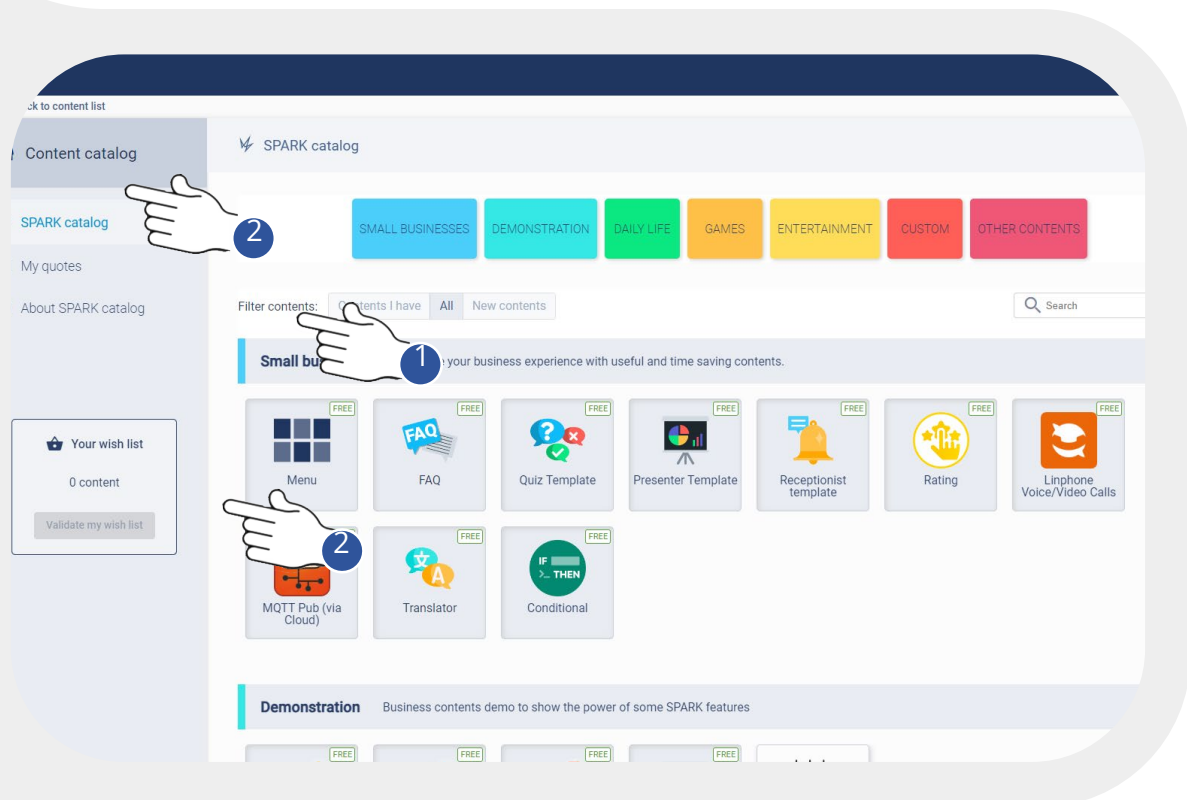 ck to content list
Content catalog
SPARK catalog
SPARK catalog
My quotes
About SPARK catalog
2
SMALL BUSINESSES
DEMONSTRATION
DAILY LIFE
GAMES
ENTERTAINMENT
CUSTOM
OTHER CONTENTS
Filter contents:
tents I have
All
New contents
Search
1
Small bu
your business experience with useful and time saving contents.
Your wish list
0 content
Validate my wish list
FREE
Menu
FREE
FAQ
FAQ
FREE
Quiz Template
FREE
Presenter Template
FREE
Receptionist
template
FREE
Rating
FREE
Linphone
Voice/Video Calls
2
MQTT Pub (via
Cloud)
FREE
文
A
Translator
FREE
IF
>_ THEN
Conditional
Demonstration
Business contents demo to show the power of some SPARK features
FREE
FREE
FREE
FREE